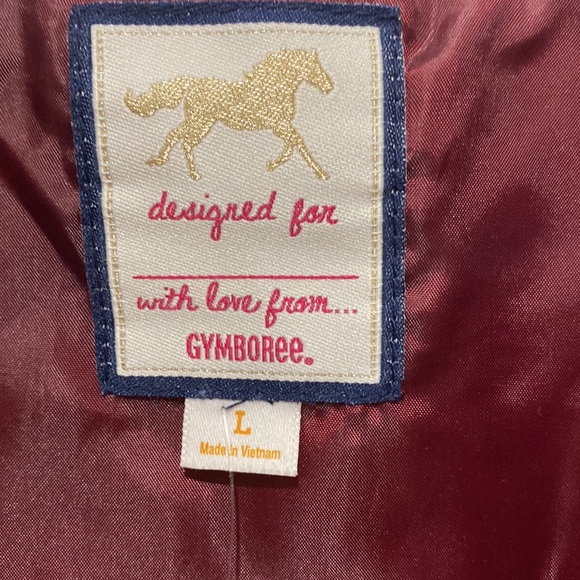 designed for
with love from...
GYMBOREE.
L
Made in Vietnam